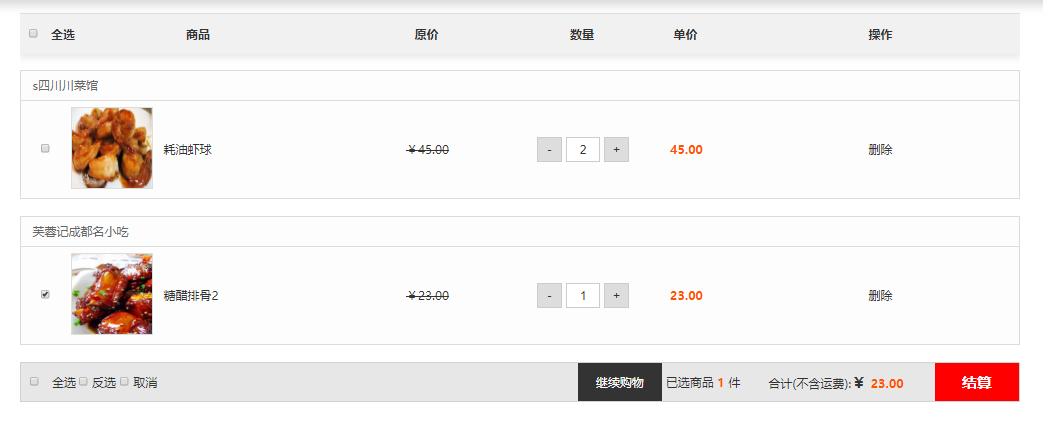 全选 商品 原价 数量 单价 操作
s四川川菜馆
耗油虾球 ￥45.00 - 2 + 45.00 删除
芙蓉记成都名小吃
糖醋排骨2 ￥23.00 - 1 + 23.00 删除
全选 反选 取消 继续购物 已选商品 1 件 合计(不含运费):￥ 23.00 结算